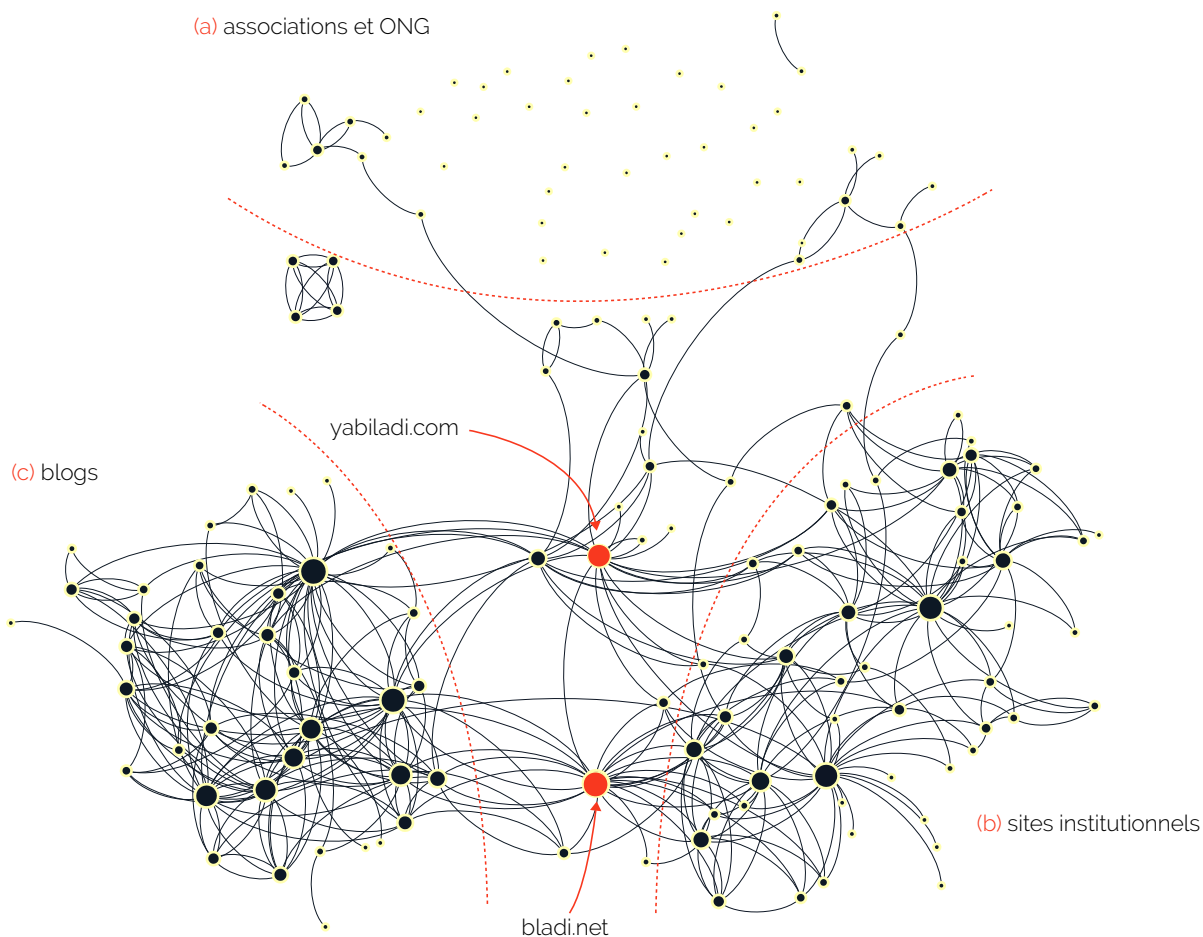 (a) associations et ONG
yabiladi.com
(c) blogs
(b) sites institutionnels
bladi.net